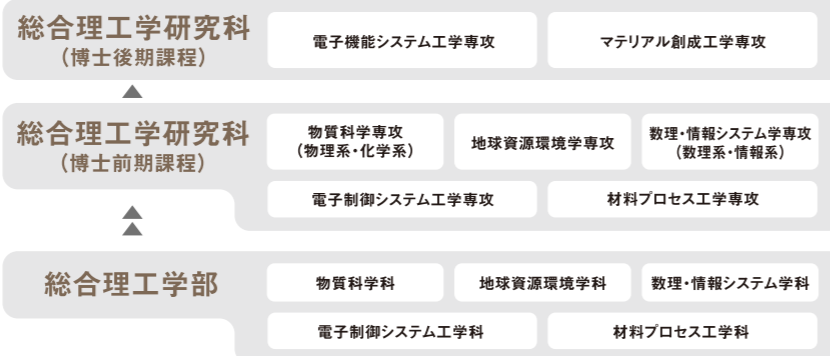 総合理工学研究科
(博士後期課程)
電子機能システム工学専攻
マテリアル創成工学専攻
総合理工学研究科
(博士前期課程)
物質科学専攻
(物理系・化学系)
地球資源環境学専攻
数理・情報システム学専攻
(数理系・情報系)
電子制御システム工学専攻
材料プロセス工学専攻
総合理工学部
物質科学科
地球資源環境学科
数理・情報システム学科
電子制御システム工学科
材料プロセス工学科